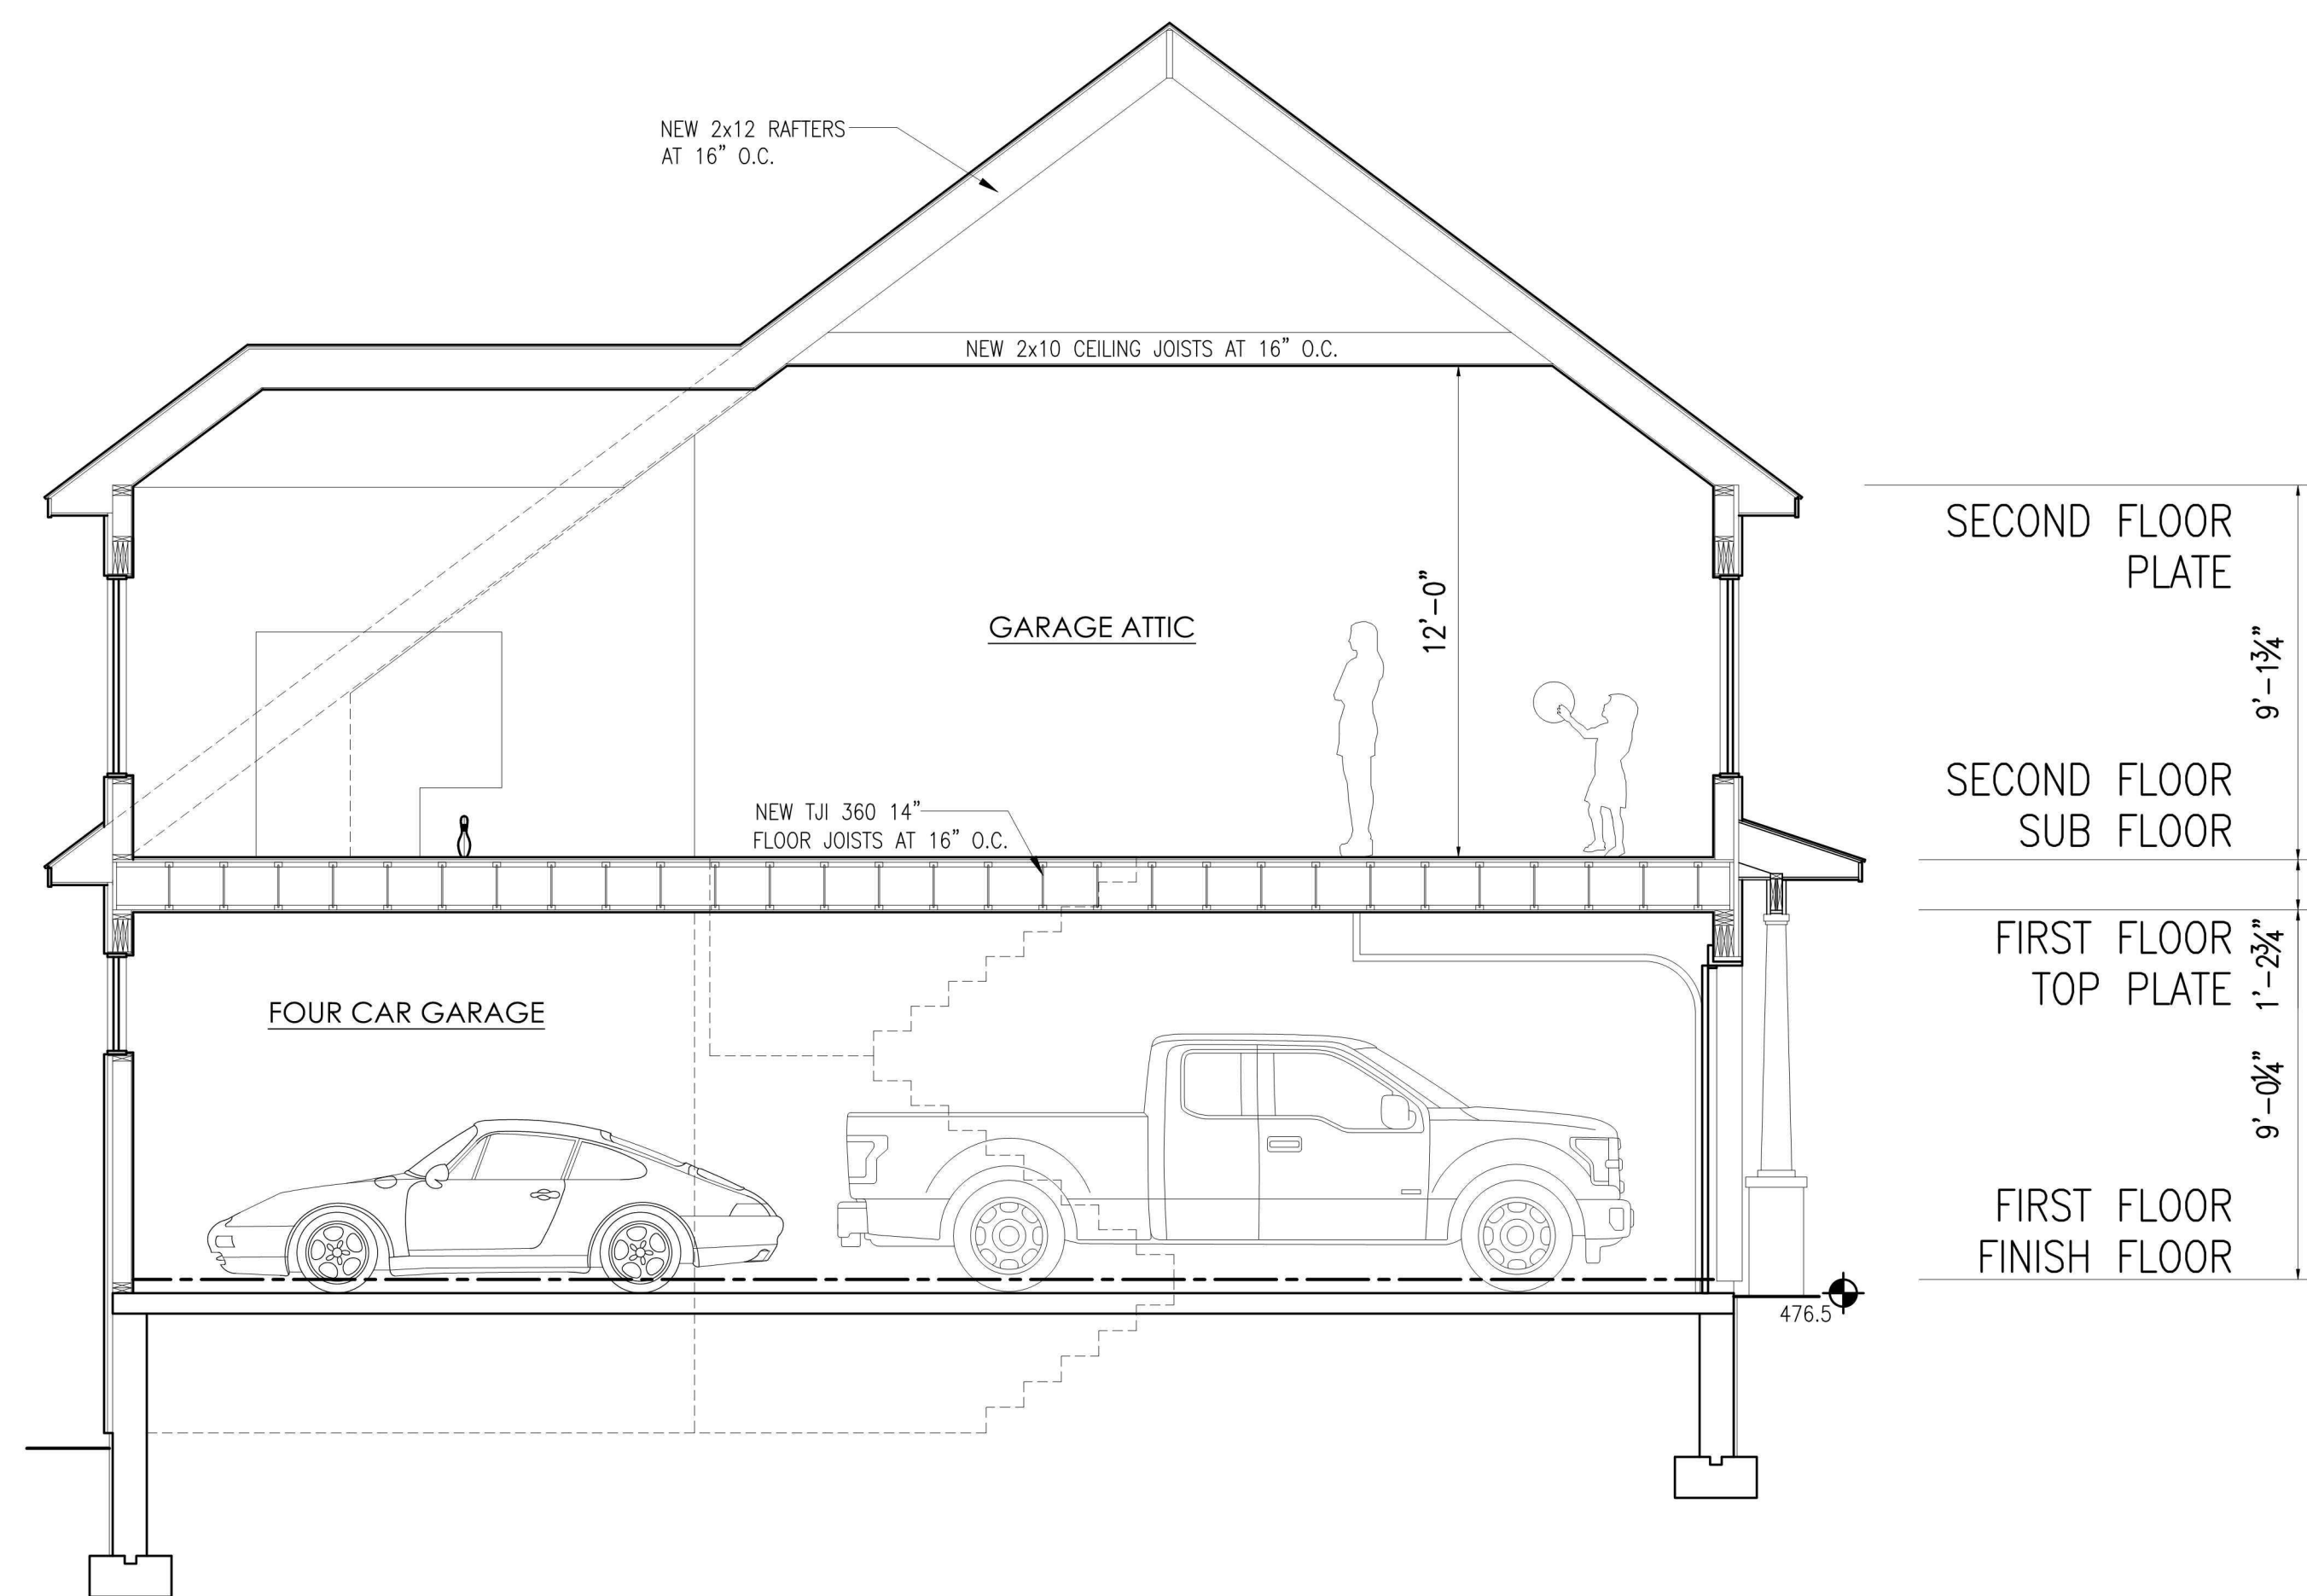 NEW 2x12 RAFTERS
AT 16" O.C.
NEW 2x10 CEILING JOISTS AT 16" O.C.
SECOND FLOOR
PLATE
12'-0"
GARAGE ATTIC
9'-1¾"
SECOND FLOOR
SUB FLOOR
NEW TJI 360 14"
FLOOR JOISTS AT 16" O.C.
FIRST FLOOR
TOP PLATE
1'-2¾"
FOUR CAR GARAGE
9'-0¼"
FIRST FLOOR
FINISH FLOOR
476.5